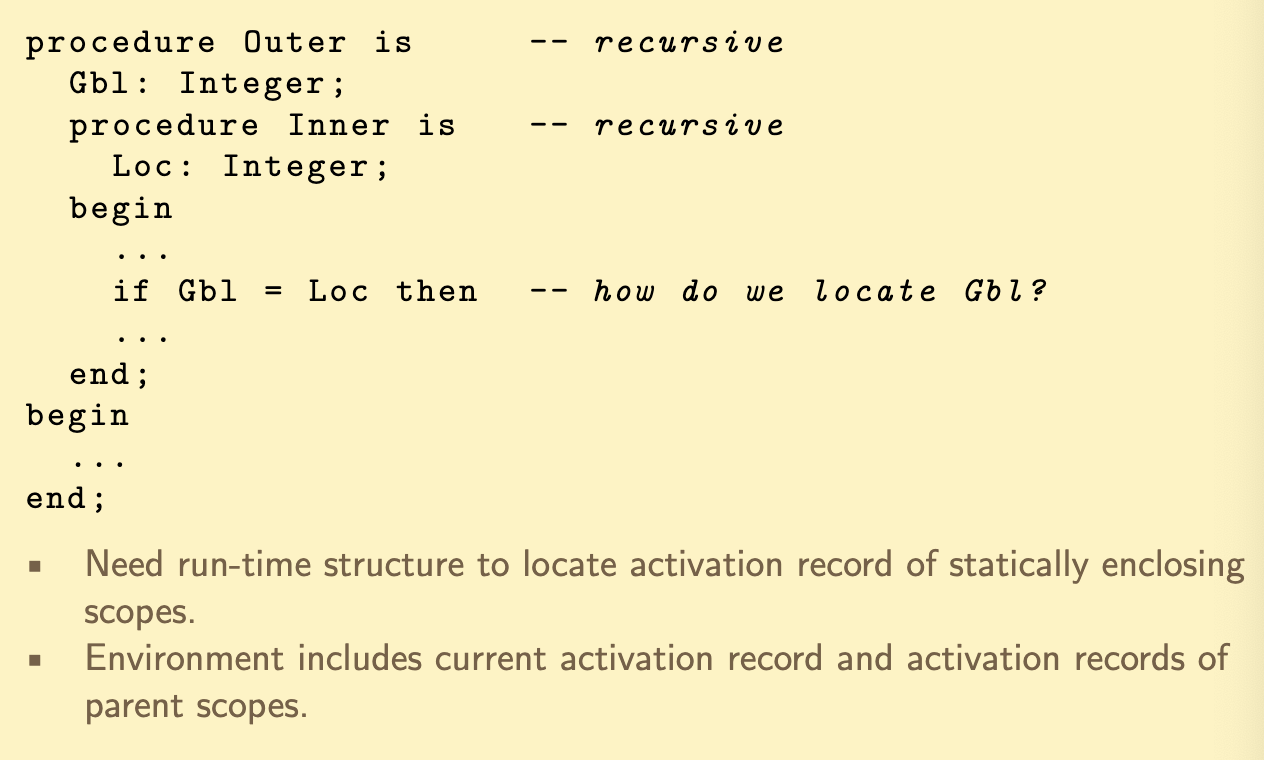 procedure Outer is      -- recursive
  Gbl: Integer;
  procedure Inner is    -- recursive
    Loc: Integer;
  begin
    ...
    if Gbl = Loc then   -- how do we locate Gbl?
    ...
  end;
begin
  ...
end;
▪ Need run-time structure to locate activation record of statically enclosing
scopes.
▪ Environment includes current activation record and activation records of
parent scopes.